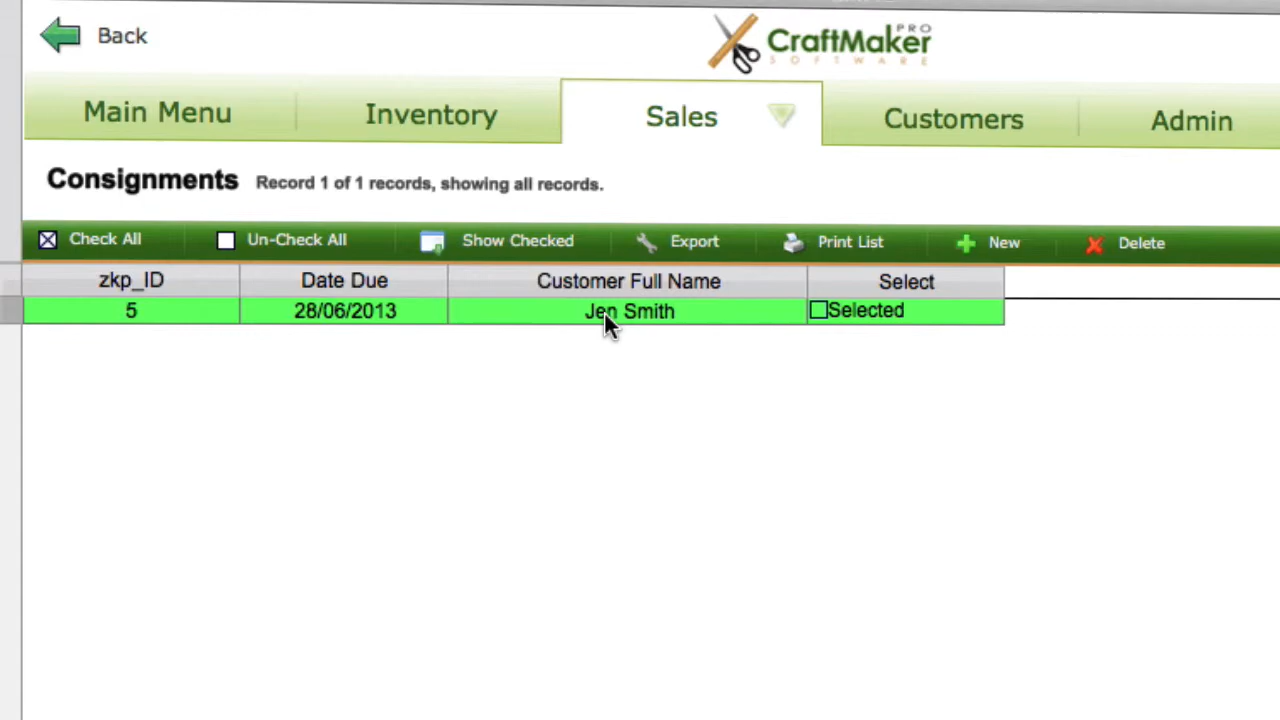 Back
CraftMaker PRO
SOFTWARE
Main Menu Inventory Sales Customers Admin
Consignments Record 1 of 1 records, showing all records.
Check All Un-Check All Show Checked Export Print List New Delete
zkp_ID Date Due Customer Full Name Select
5 28/06/2013 Jen Smith Selected